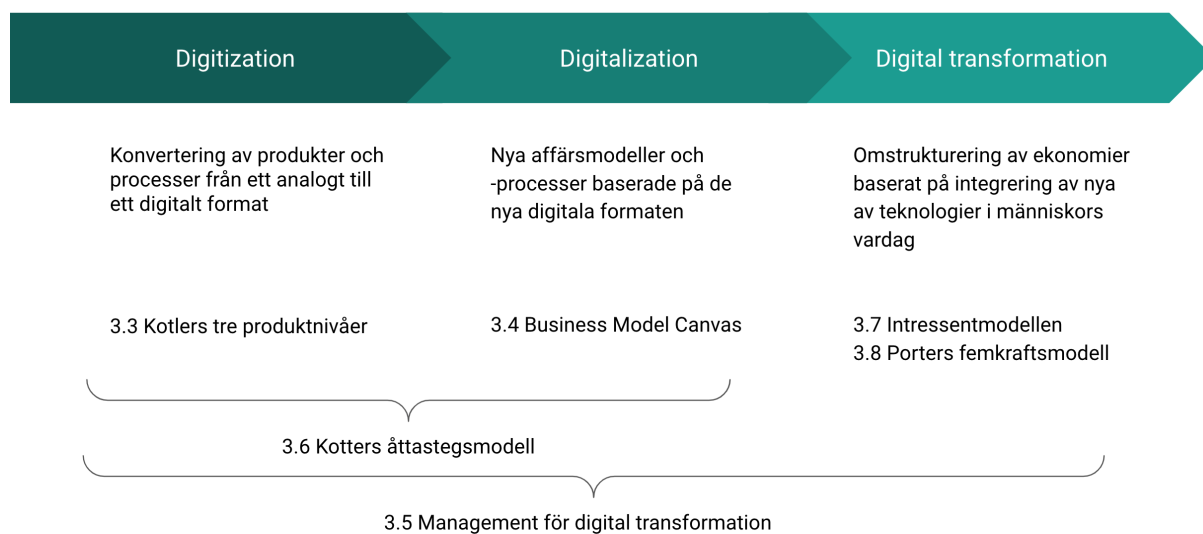 Digitization
Digitalization
Digital transformation
Konvertering av produkter och
processer från ett analogt till
ett digitalt format
Nya affärsmodeller och
-processer baserade på de
nya digitala formaten
Omstrukturering av ekonomier
baserat på integrering av nya
av teknologier i människors
vardag
3.3 Kotlers tre produktnivåer
3.4 Business Model Canvas
3.7 Intressentmodellen
3.8 Porters femkraftsmodell
3.6 Kotters åttastegsmodell
3.5 Management för digital transformation